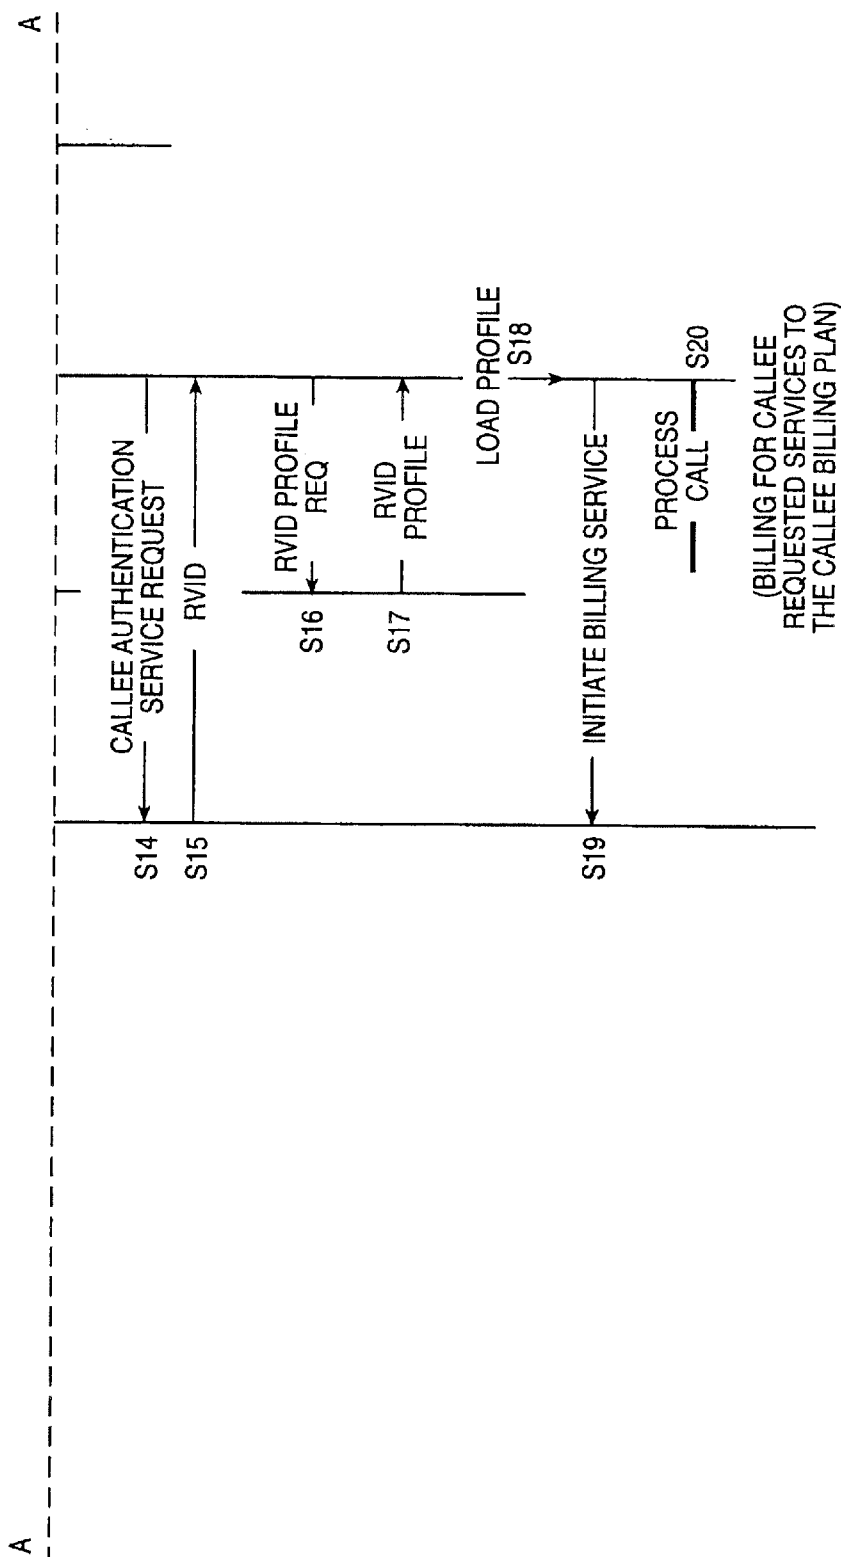 A
A
CALLEE AUTHENTICATION
SERVICE REQUEST
S14
RVID
S15
RVID PROFILE
REQ
S16
RVID
PROFILE
S17
LOAD PROFILE
S18
INITIATE BILLING SERVICE
S19
PROCESS
CALL
S20
(BILLING FOR CALLEE
REQUESTED SERVICES TO
THE CALLEE BILLING PLAN)